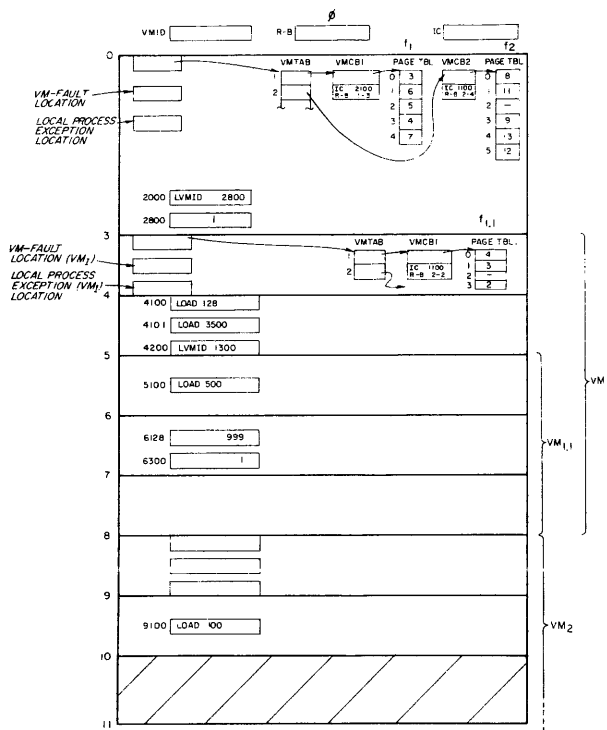 φ
VMID
R-B
IC
f1
f2
0
VMTAB
VMCB1
PAGE TBL
VMCB2
PAGE TBL
1
2
IC 2100
R-B 1-3
0 3
1 6
2 5
3 4
4 7
IC 1100
R-B 2-4
0 8
1 11
2 -
3 9
4 13
5 12
VM-FAULT
LOCATION
LOCAL PROCESS
EXCEPTION
LOCATION
2000 LVMID 2800
2800 1
3
f1.1
VMTAB
VMCB1
PAGE TBL.
1
2
IC 1100
R-B 2-2
0 4
1 3
2 -
3 2
VM-FAULT
LOCATION (VM1)
LOCAL PROCESS
EXCEPTION (VM1)
LOCATION
4
4100 LOAD 128
4101 LOAD 3500
4200 LVMID 1300
5
5100 LOAD 500
VM
6
VM1.1
6128 999
6300 1
7
8
9
VM2
9100 LOAD 100
10
11